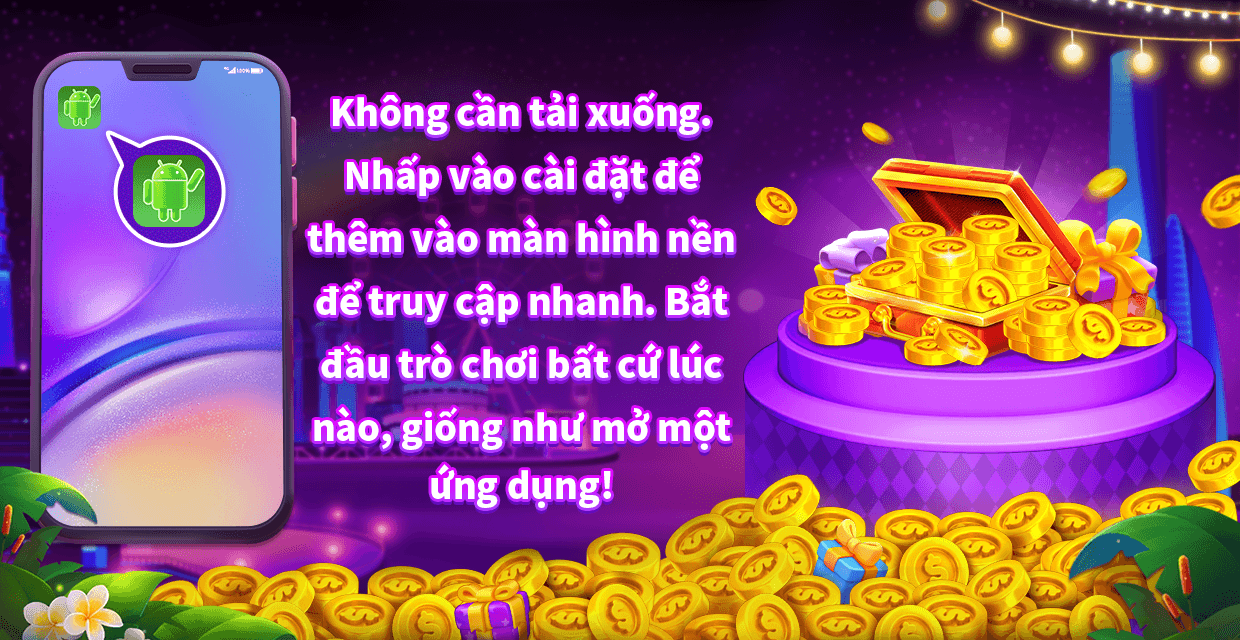 120%
Không cần tải xuống.
Nhấp vào cài đặt để
thêm vào màn hình nền
để truy cập nhanh. Bắt
đầu trò chơi bất cứ lúc
nào, giống như mở một
ứng dụng!